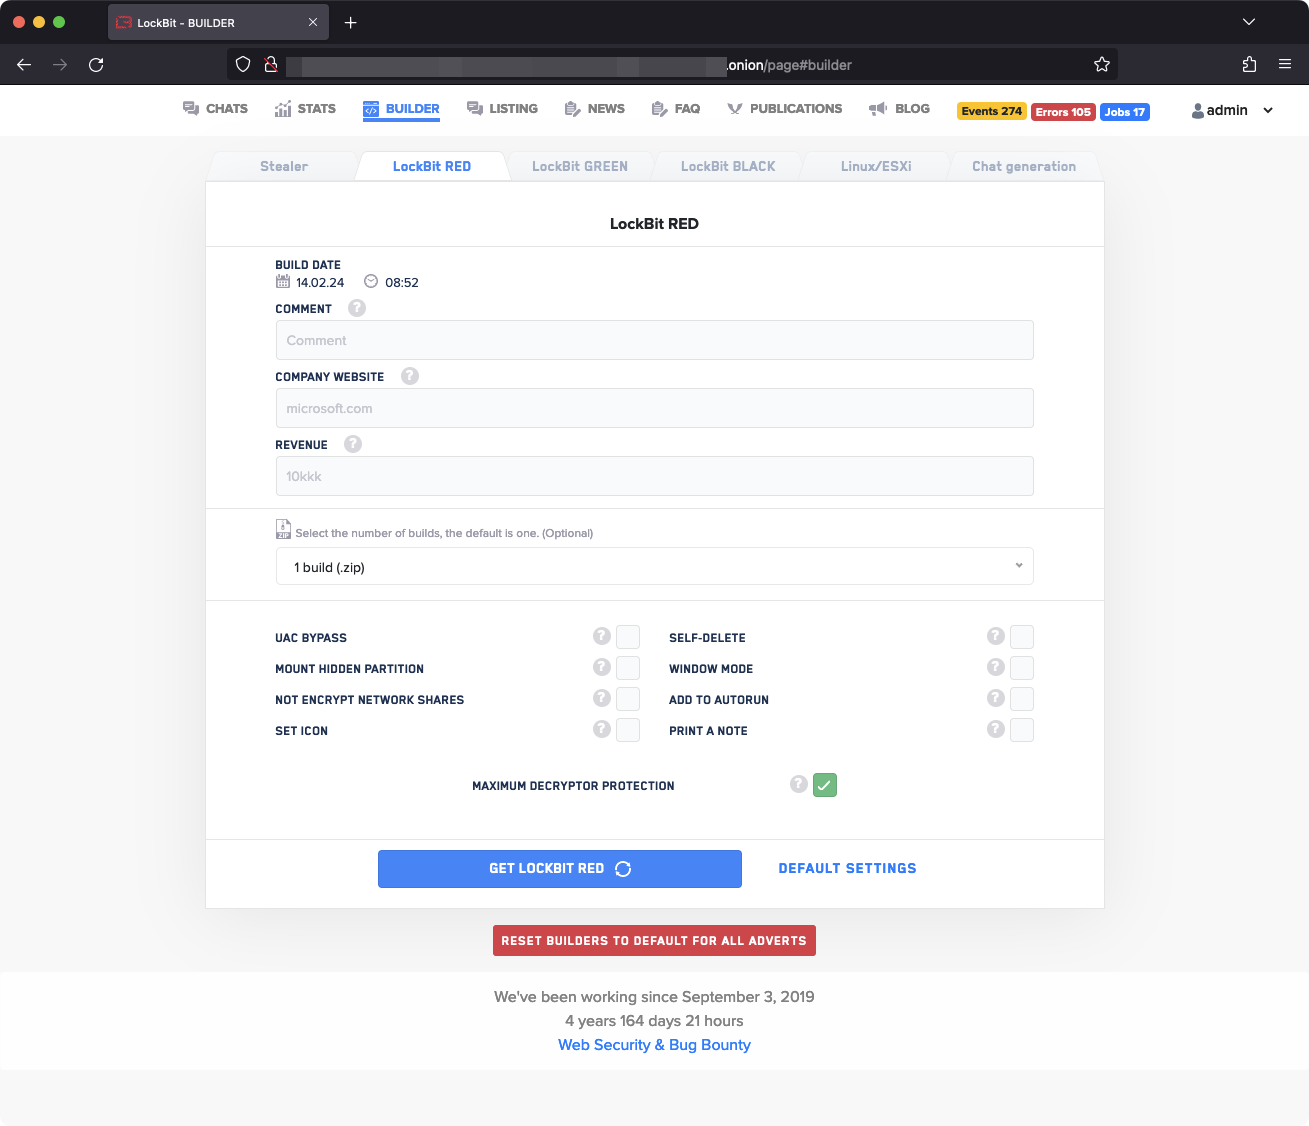 LockBit - BUILDER
.onion/page#builder
CHATS STATS BUILDER LISTING NEWS FAQ PUBLICATIONS BLOG Events 274 Errors 105 Jobs 17 admin
Stealer LockBit RED LockBit GREEN LockBit BLACK Linux/ESXi Chat generation
LockBit RED
BUILD DATE
14.02.24 08:52
COMMENT ?
Comment
COMPANY WEBSITE ?
microsoft.com
REVENUE ?
10kkk
ZIP Select the number of builds, the default is one. (Optional)
1 build (.zip)
UAC BYPASS ? SELF-DELETE ?
MOUNT HIDDEN PARTITION ? WINDOW MODE ?
NOT ENCRYPT NETWORK SHARES ? ADD TO AUTORUN ?
SET ICON ? PRINT A NOTE ?
MAXIMUM DECRYPTOR PROTECTION ?
GET LOCKBIT RED DEFAULT SETTINGS
RESET BUILDERS TO DEFAULT FOR ALL ADVERTS
We've been working since September 3, 2019
4 years 164 days 21 hours
Web Security & Bug Bounty